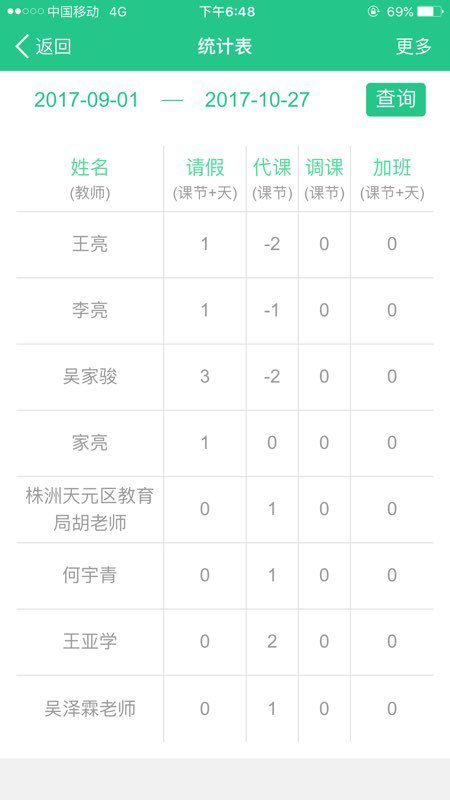 中国移动 4G 下午6:48 69%
返回 统计表 更多
2017-09-01 — 2017-10-27 查询
姓名 请假 代课 调课 加班
(教师) (课节+天) (课节) (课节) (课节+天)
王亮 1 -2 0 0
李亮 1 -1 0 0
吴家骏 3 -2 0 0
家亮 1 0 0 0
株洲天元区教育
局胡老师 0 1 0 0
何宇青 0 1 0 0
王亚学 0 2 0 0
吴泽霖老师 0 1 0 0